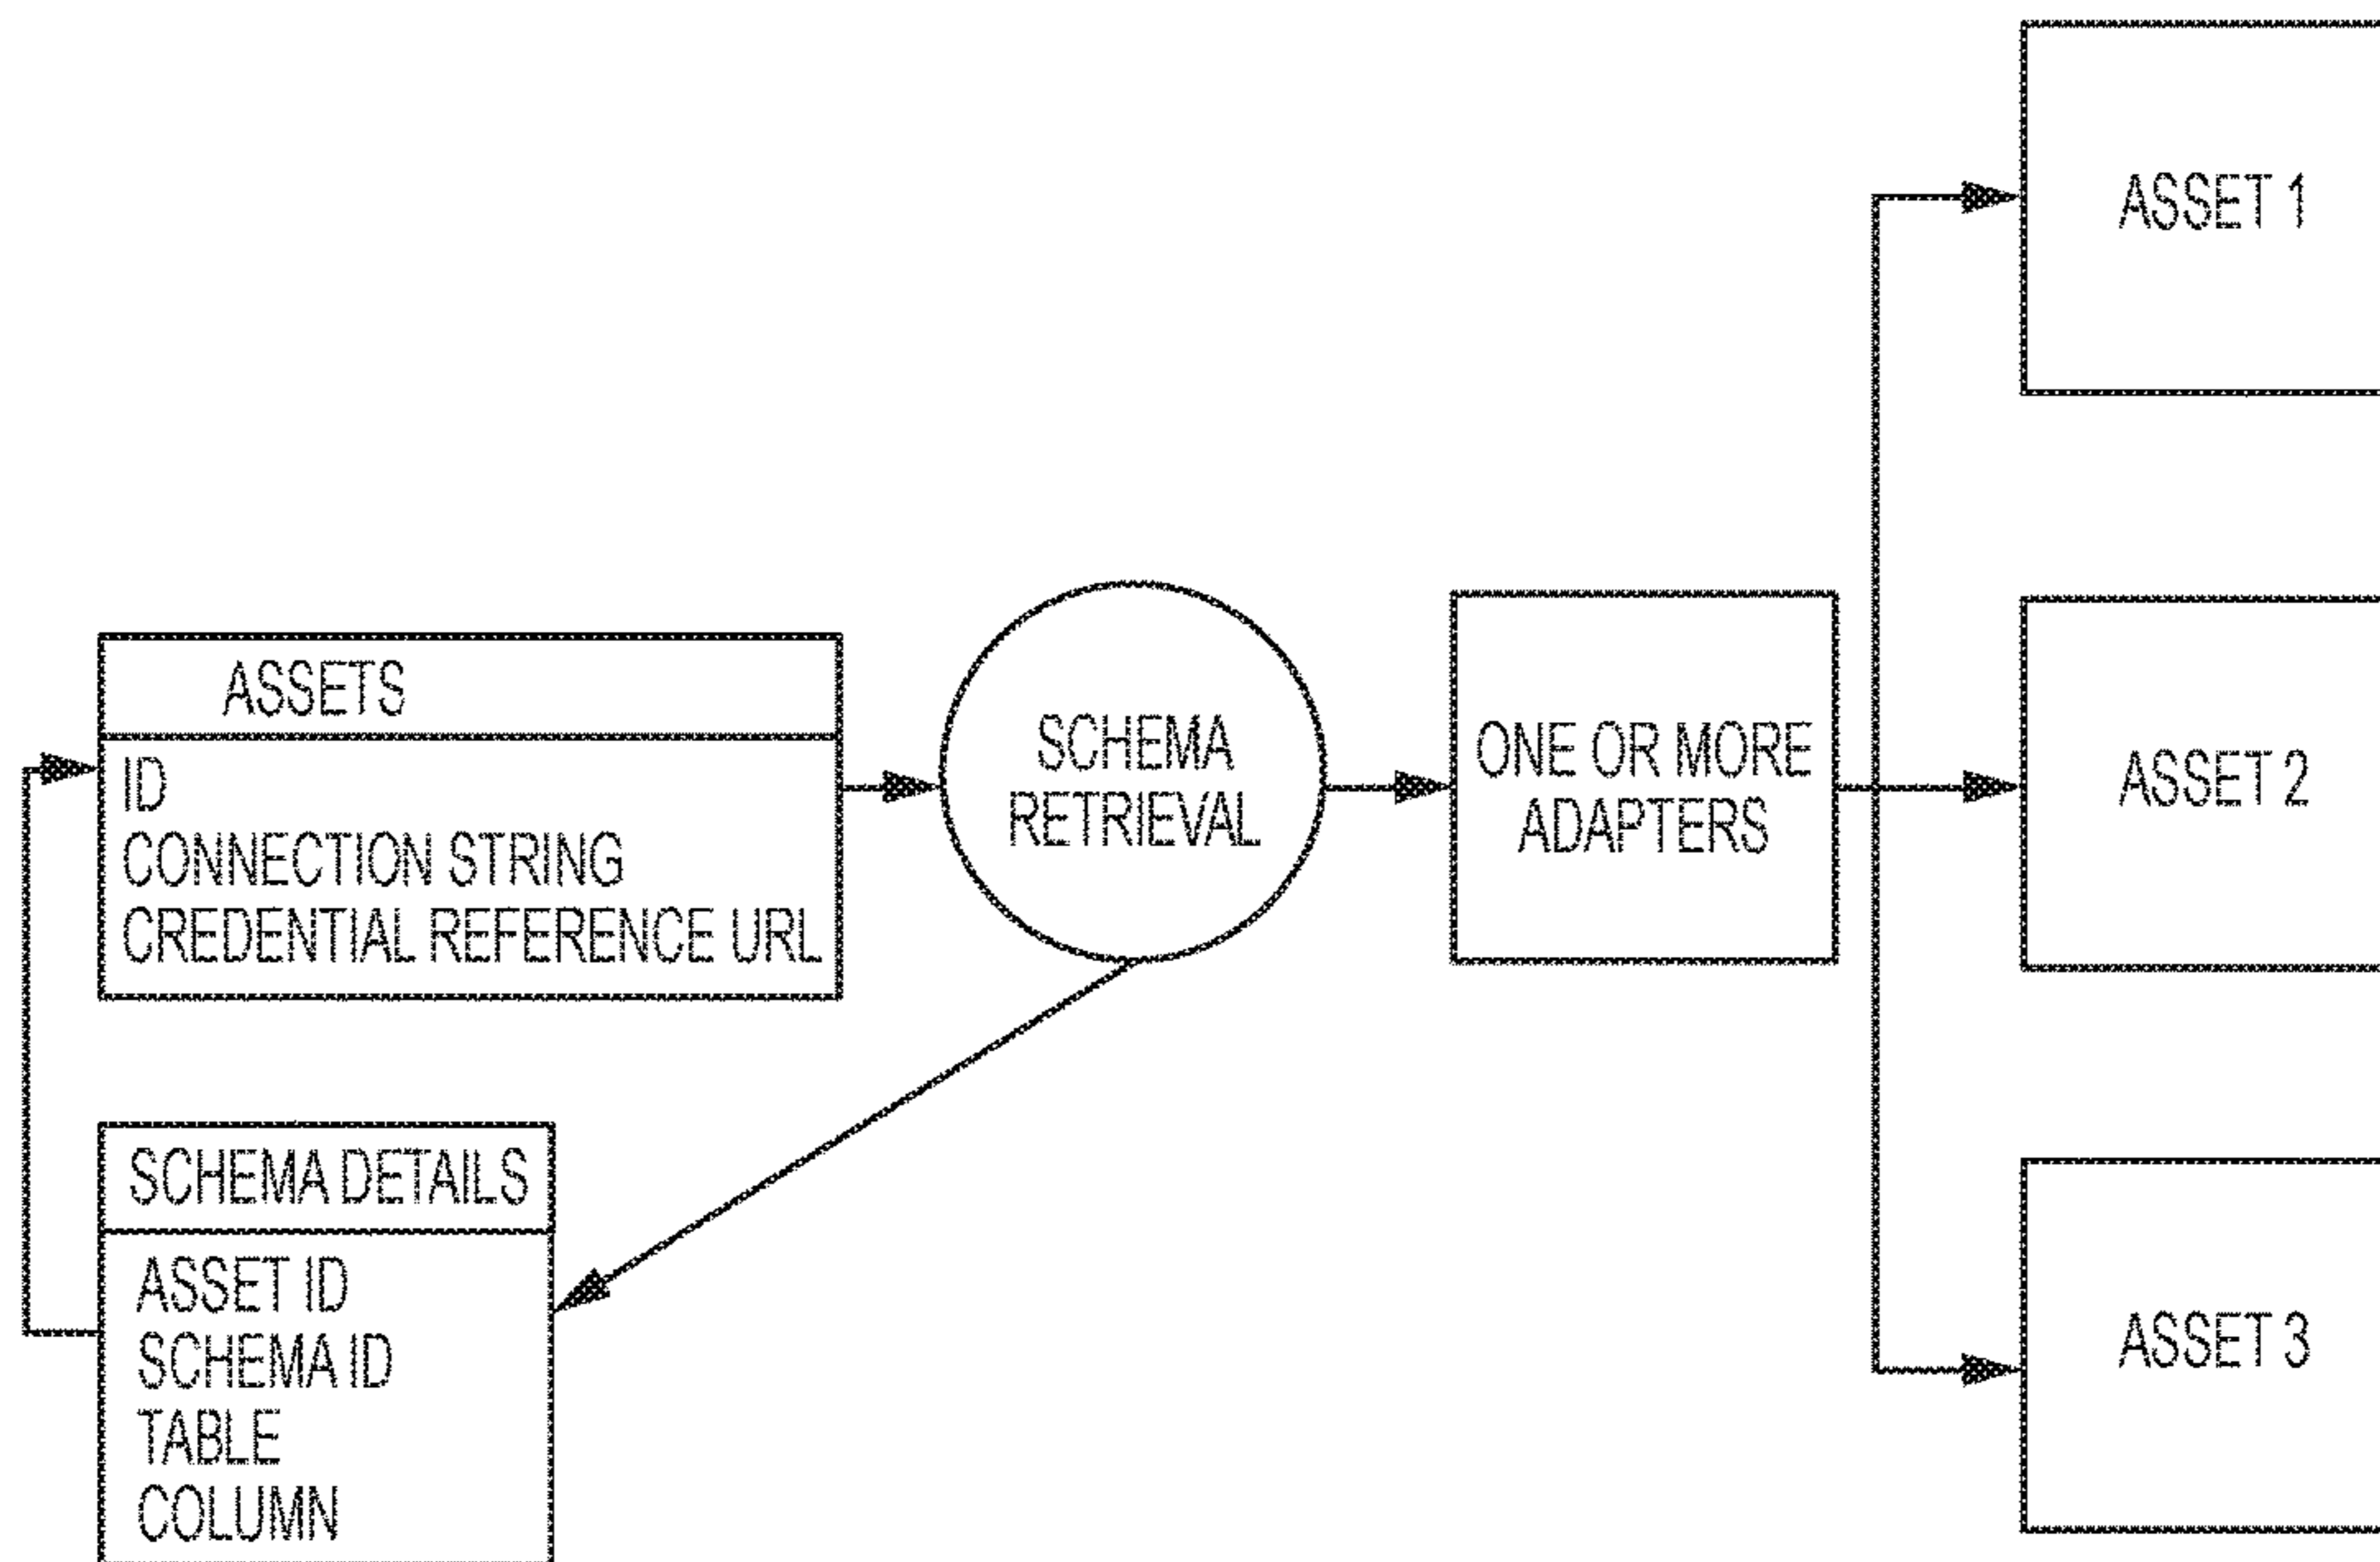 ASSETS
ID
CONNECTION STRING
CREDENTIAL REFERENCE URL
SCHEMA DETAILS
ASSET ID
SCHEMA ID
TABLE
COLUMN
SCHEMA
RETRIEVAL
ONE OR MORE
ADAPTERS
ASSET 1
ASSET 2
ASSET 3